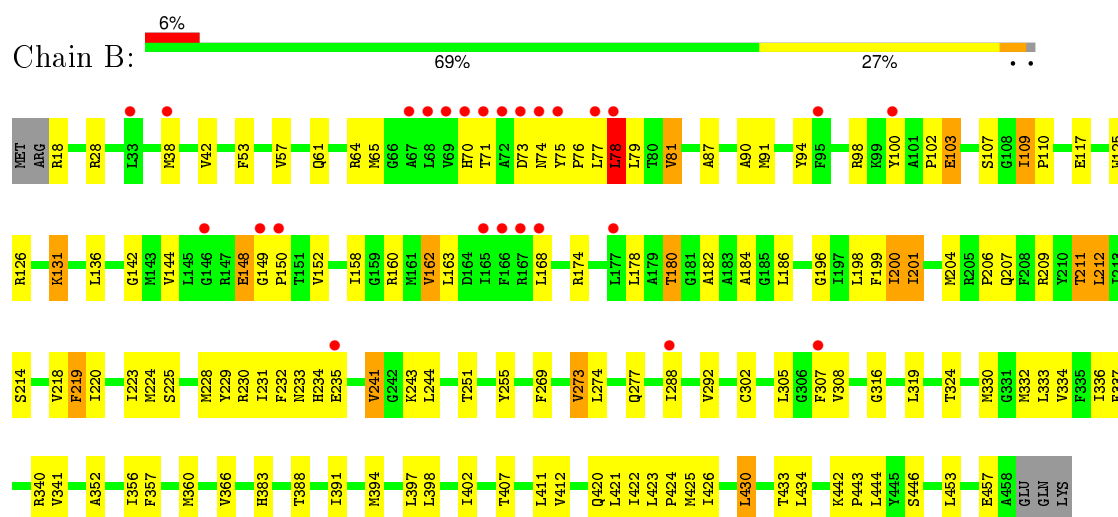 6%
Chain B:
69% 27% • •
MET ARG R18 R28 L33 M38 V42 F53 V57 Q61 R64 M65 G66 A67 L68 V69 H70 T71 A72 D73 N74 Y75 P76 L77 L78 L79 T80 V81 A87 A90 M91 Y94 F95 R98 K99 Y100 A101 P102 E103 S107 G108 I109 P110 E117 W125
R126 K131 L136 G142 M143 V144 L145 G146 R147 E148 G149 P150 T151 V152 I158 G159 R160 M161 V162 L163 D164 I165 F166 R167 L168 R174 L177 L178 A179 T180 G181 A182 A183 A184 G185 L186 G196 I197 L198 F199 I200 I201 M204 R205 P206 Q207 F208 R209 Y210 T211 L212
S214 V218 F219 I220 I223 M224 S225 M228 Y229 R230 I231 F232 N233 H234 E235 V241 G242 K243 L244 T251 Y255 F269 V273 L274 Q277 I288 V292 C302 L305 G306 F307 V308 G316 L319 T324 M330 G331 M332 L333 V334 F335 I336
R340 V341 A352 I356 F357 M360 V366 H383 T388 I391 M394 L397 L398 I402 T407 L411 V412 Q420 L421 I422 L423 P424 M425 I426 L430 T433 L434 K442 P443 L444 Y445 S446 L453 E457 A458 GLU GLN LYS